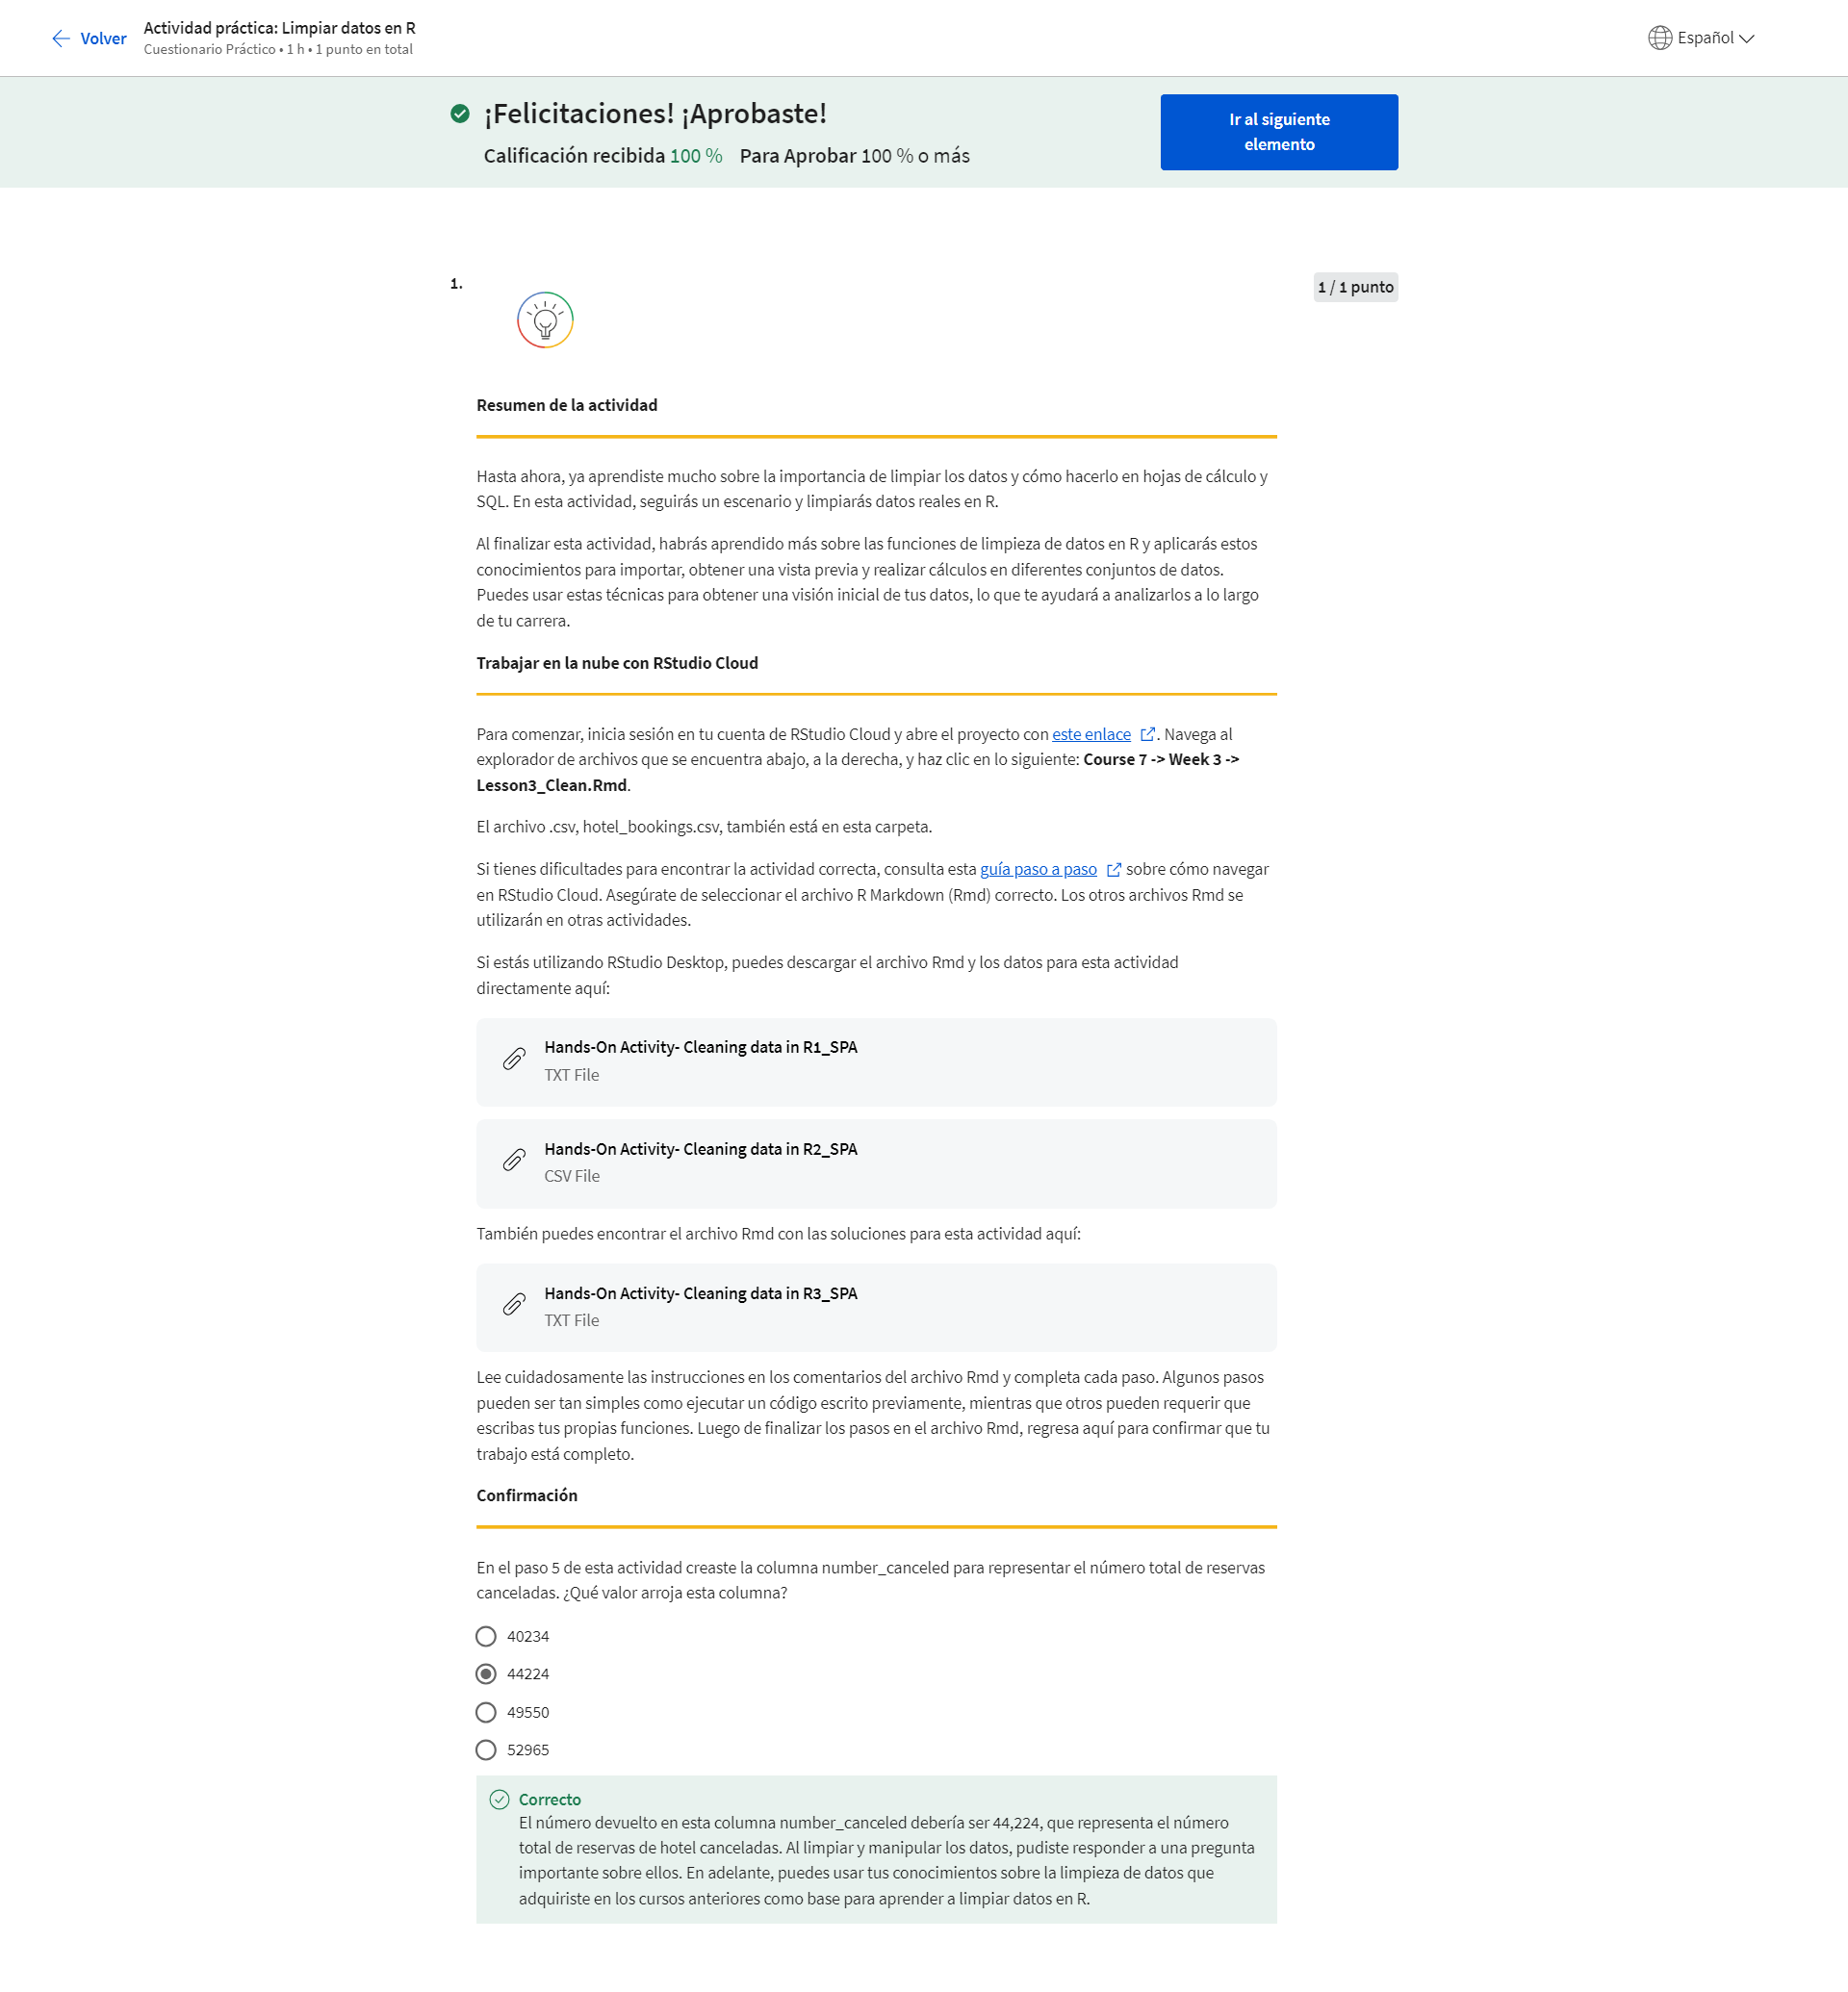 Volver
Actividad práctica: Limpiar datos en R
Cuestionario Práctico • 1 h • 1 punto en total
Español
¡Felicitaciones! ¡Aprobaste!
Calificación recibida 100 % Para Aprobar 100 % o más
Ir al siguiente
elemento
1.
1 / 1 punto
Resumen de la actividad
Hasta ahora, ya aprendiste mucho sobre la importancia de limpiar los datos y cómo hacerlo en hojas de cálculo y
SQL. En esta actividad, seguirás un escenario y limpiarás datos reales en R.
Al finalizar esta actividad, habrás aprendido más sobre las funciones de limpieza de datos en R y aplicarás estos
conocimientos para importar, obtener una vista previa y realizar cálculos en diferentes conjuntos de datos.
Puedes usar estas técnicas para obtener una visión inicial de tus datos, lo que te ayudará a analizarlos a lo largo
de tu carrera.
Trabajar en la nube con RStudio Cloud
Para comenzar, inicia sesión en tu cuenta de RStudio Cloud y abre el proyecto con este enlace. Navega al
explorador de archivos que se encuentra abajo, a la derecha, y haz clic en lo siguiente: Course 7 -> Week 3 ->
Lesson3_Clean.Rmd.
El archivo .csv, hotel_bookings.csv, también está en esta carpeta.
Si tienes dificultades para encontrar la actividad correcta, consulta esta guía paso a paso sobre cómo navegar
en RStudio Cloud. Asegúrate de seleccionar el archivo R Markdown (Rmd) correcto. Los otros archivos Rmd se
utilizarán en otras actividades.
Si estás utilizando RStudio Desktop, puedes descargar el archivo Rmd y los datos para esta actividad
directamente aquí:
Hands-On Activity- Cleaning data in R1_SPA
TXT File
Hands-On Activity- Cleaning data in R2_SPA
CSV File
También puedes encontrar el archivo Rmd con las soluciones para esta actividad aquí:
Hands-On Activity- Cleaning data in R3_SPA
TXT File
Lee cuidadosamente las instrucciones en los comentarios del archivo Rmd y completa cada paso. Algunos pasos
pueden ser tan simples como ejecutar un código escrito previamente, mientras que otros pueden requerir que
escribas tus propias funciones. Luego de finalizar los pasos en el archivo Rmd, regresa aquí para confirmar que tu
trabajo está completo.
Confirmación
En el paso 5 de esta actividad creaste la columna number_canceled para representar el número total de reservas
canceladas. ¿Qué valor arroja esta columna?
40234
44224
49550
52965
Correcto
El número devuelto en esta columna number_canceled debería ser 44,224, que representa el número
total de reservas de hotel canceladas. Al limpiar y manipular los datos, pudiste responder a una pregunta
importante sobre ellos. En adelante, puedes usar tus conocimientos sobre la limpieza de datos que
adquiriste en los cursos anteriores como base para aprender a limpiar datos en R.